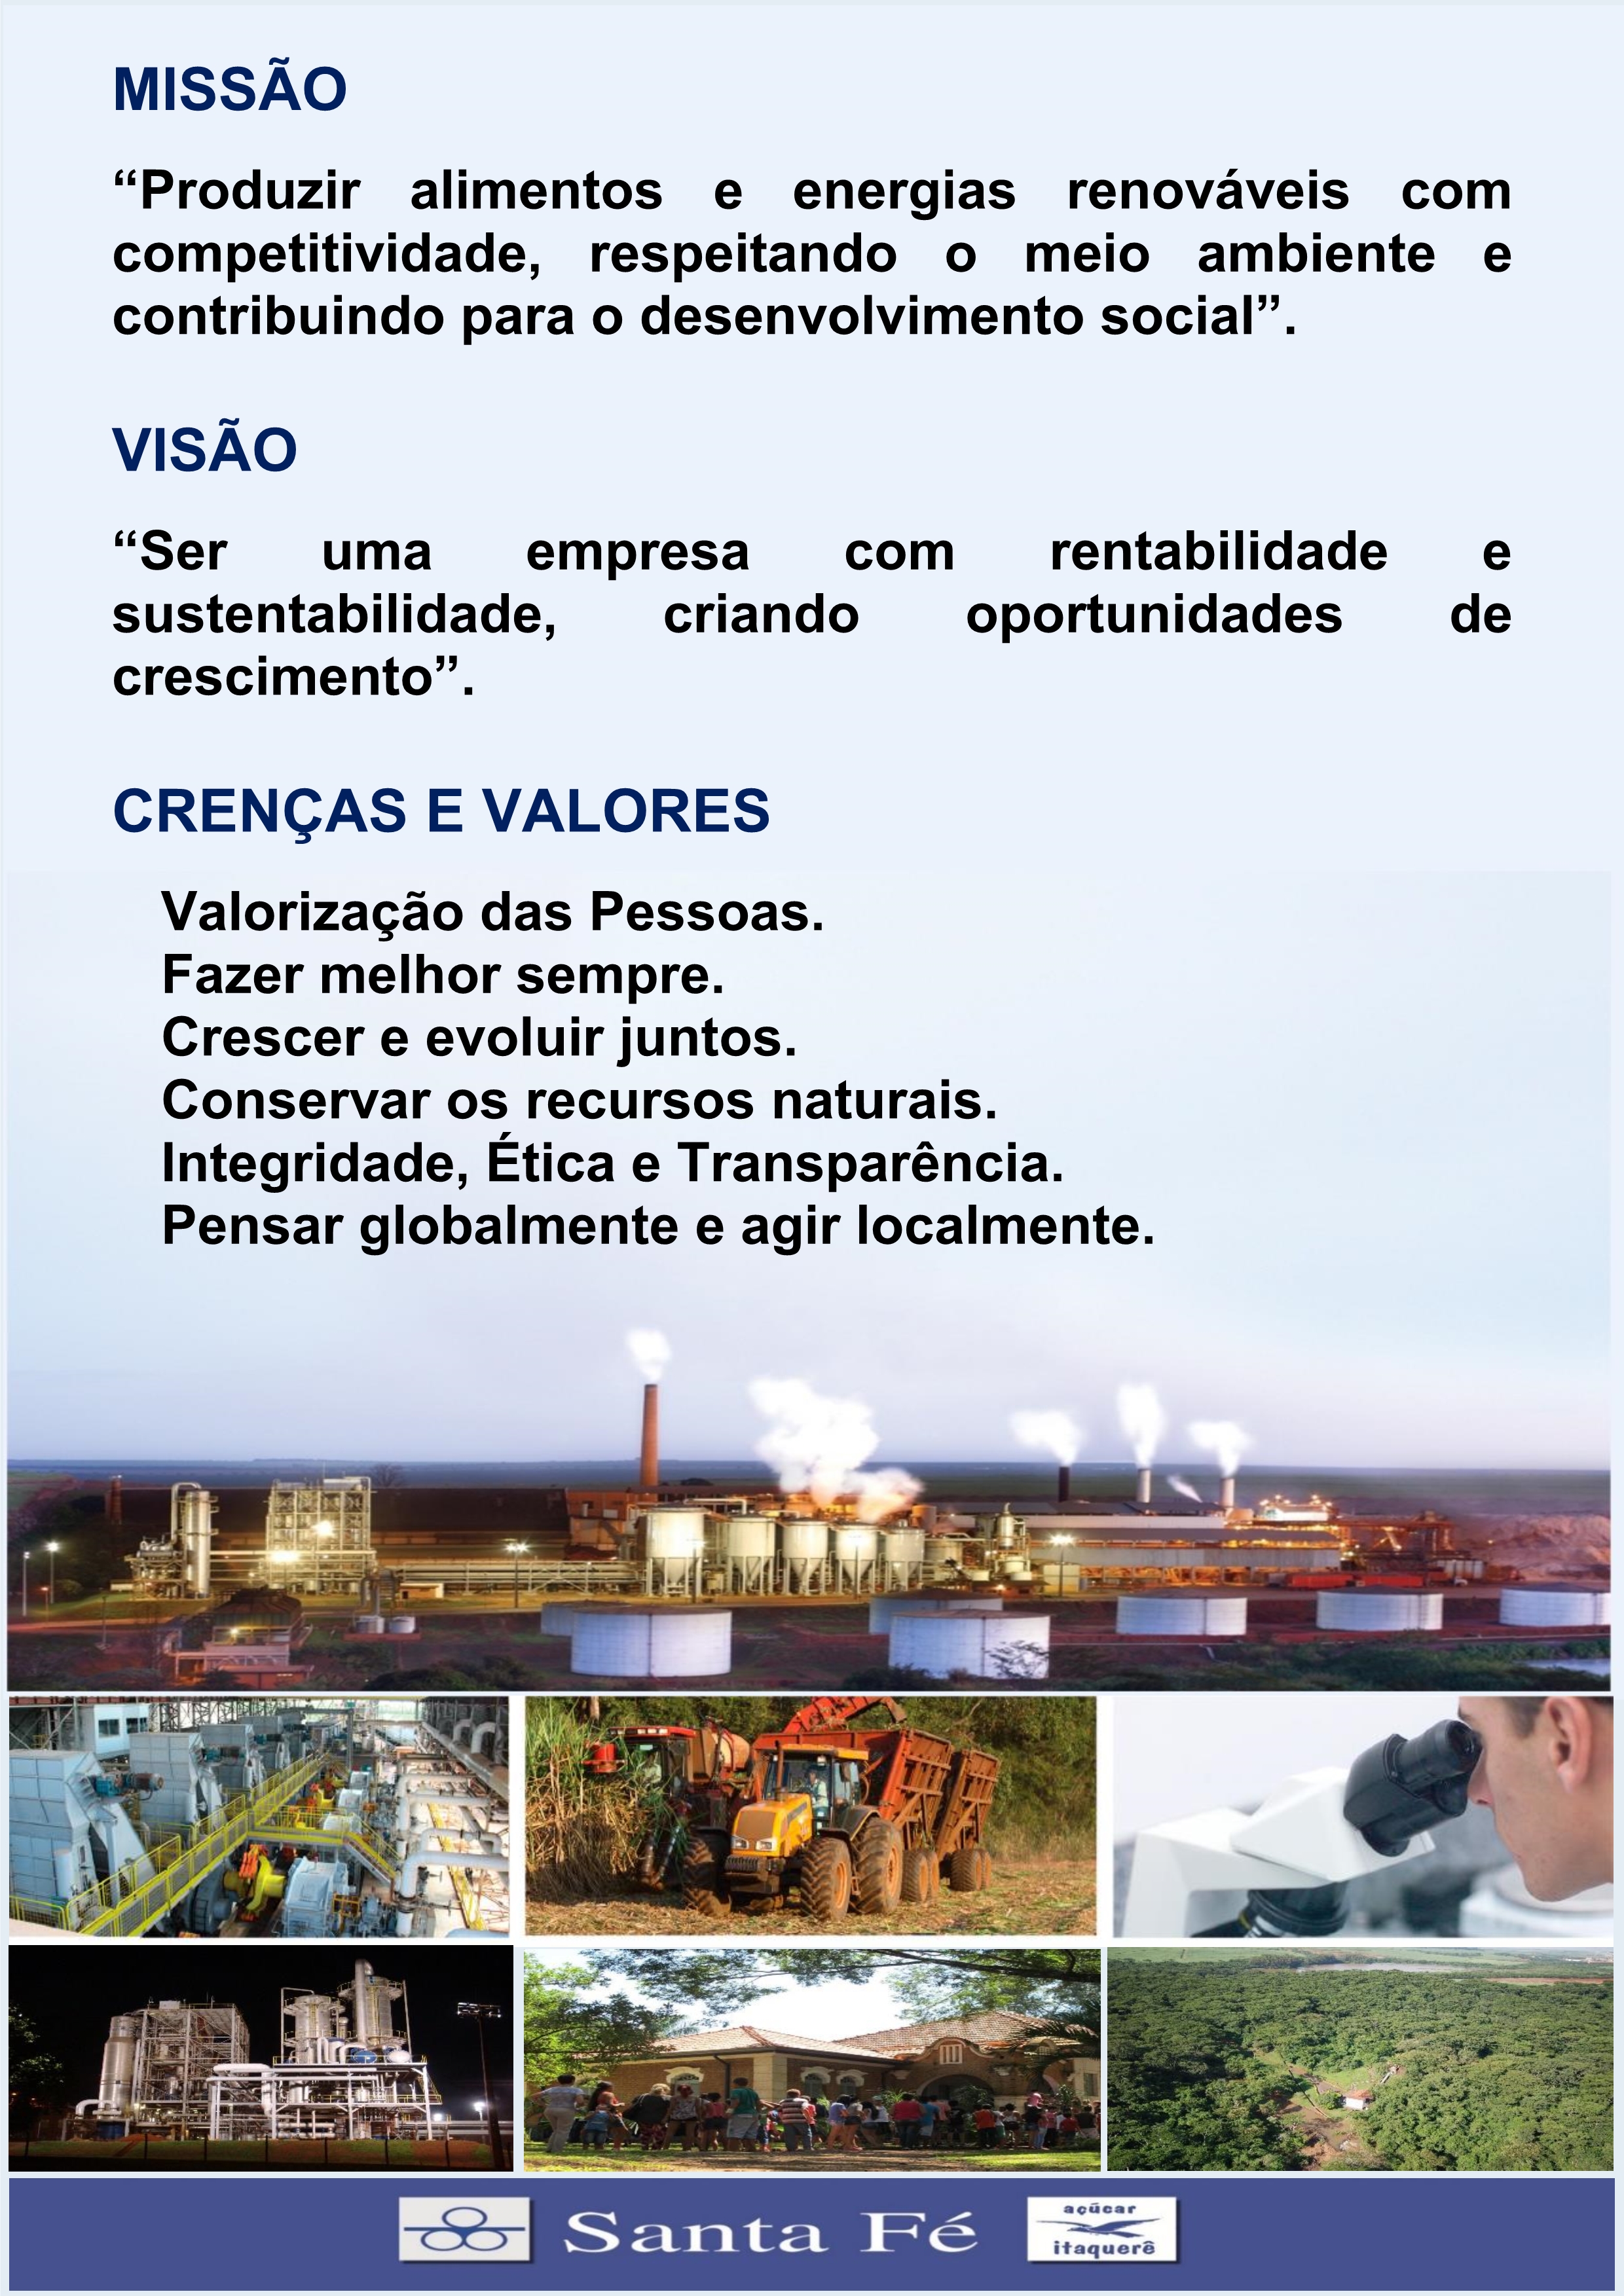 MISSÃO
“Produzir alimentos e energias renováveis com
competitividade, respeitando o meio ambiente e
contribuindo para o desenvolvimento social”.
VISÃO
“Ser uma empresa com rentabilidade e
sustentabilidade, criando oportunidades de
crescimento”.
CRENÇAS E VALORES
Valorização das Pessoas.
Fazer melhor sempre.
Crescer e evoluir juntos.
Conservar os recursos naturais.
Integridade, Ética e Transparência.
Pensar globalmente e agir localmente.
Santa Fé
açúcar
itaquerê